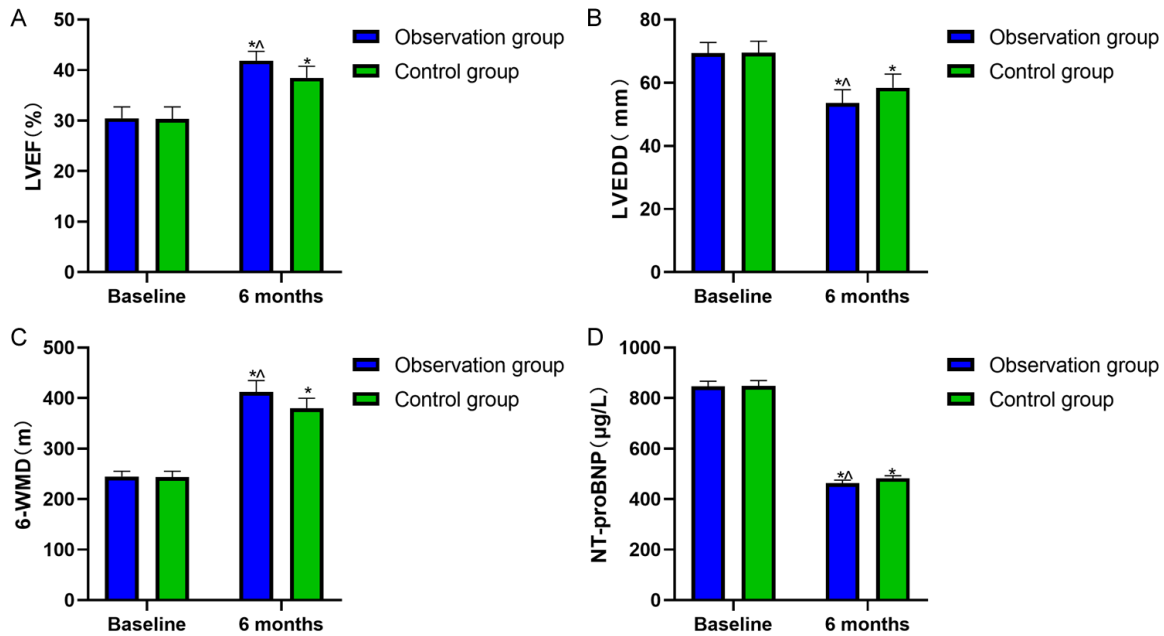 A
LVEF(%)
50
40
30
20
10
0
*^
*
Baseline
6 months
Observation group
Control group
B
LVEDD( mm)
80
60
40
20
0
*^
*
Baseline
6 months
Observation group
Control group
C
6-WMD(m)
500
400
300
200
100
0
*^
*
Baseline
6 months
Observation group
Control group
D
NT-proBNP(μg/L)
1000
800
600
400
200
0
*^
*
Baseline
6 months
Observation group
Control group